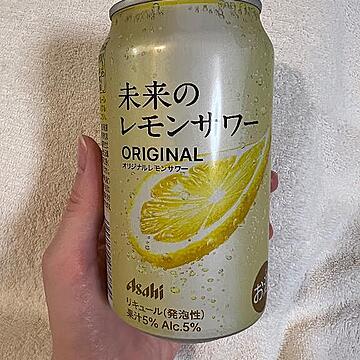 未来の
レモンサワー
ORIGINAL
オリジナルレモンサワー
Asahi
リキュール(発泡性)
果汁5% Alc.5%
お